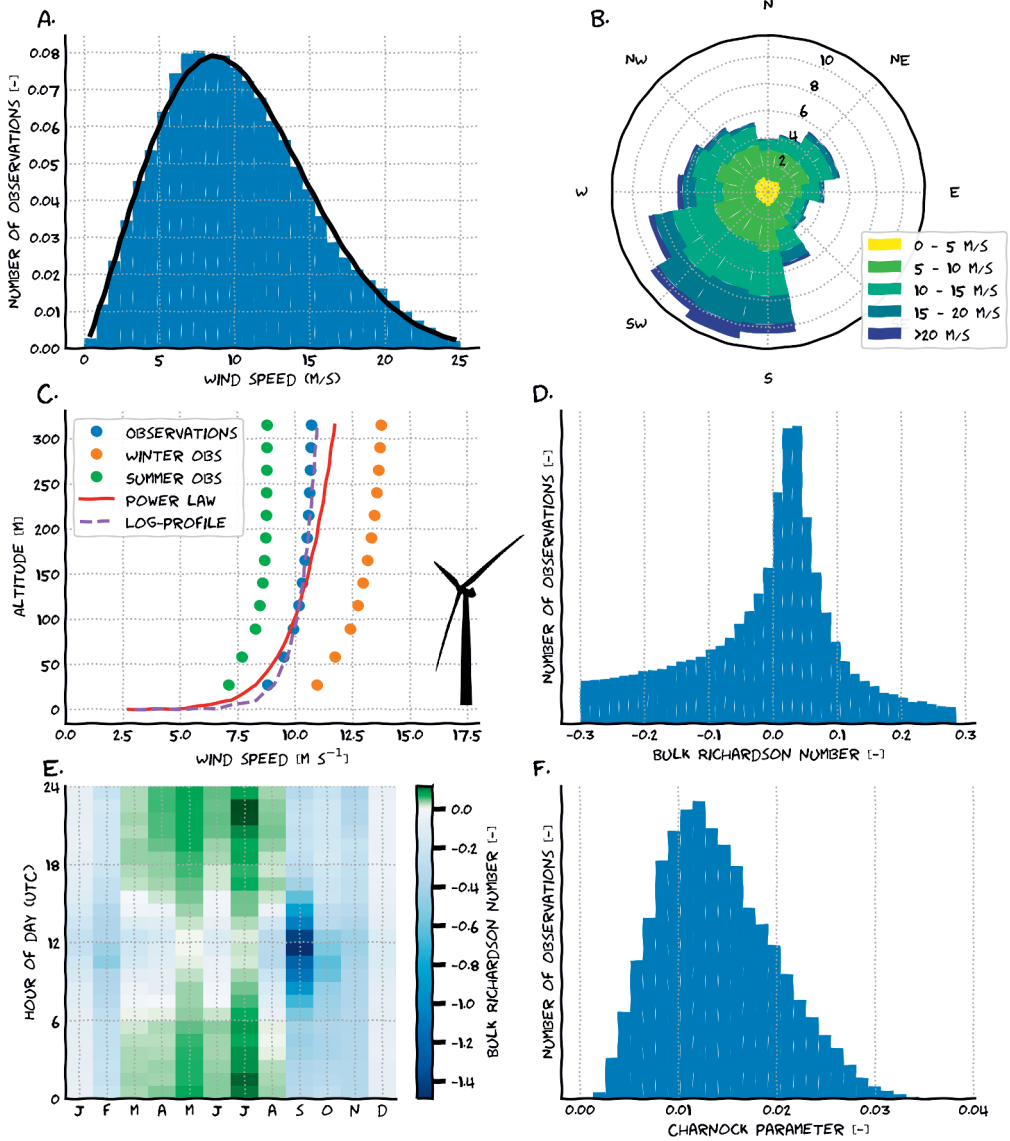 A.
NUMBER OF OBSERVATIONS [-]
0.08
0.07
0.06
0.05
0.04
0.03
0.02
0.01
0.00
0
5
10
15
20
25
WIND SPEED (M/S)
B.
N
NW
NE
W
E
SW
S
10
8
6
4
2
0 - 5 M/S
5 - 10 M/S
10 - 15 M/S
15 - 20 M/S
>20 M/S
C.
ALTITUDE [M]
300
250
200
150
100
50
0
OBSERVATIONS
WINTER OBS
SUMMER OBS
POWER LAW
LOG-PROFILE
0.0
2.5
5.0
7.5
10.0
12.5
15.0
17.5
WIND SPEED [M S⁻¹]
D.
NUMBER OF OBSERVATIONS [-]
-0.3
-0.2
-0.1
0.0
0.1
0.2
0.3
BULK RICHARDSON NUMBER [-]
E.
HOUR OF DAY (UTC)
24
18
12
6
0
J F M A M J J A S O N D
0.0
-0.2
-0.4
-0.6
-0.8
-1.0
-1.2
-1.4
BULK RICHARDSON NUMBER [-]
F.
NUMBER OF OBSERVATIONS [-]
0.00
0.01
0.02
0.03
0.04
CHARNOCK PARAMETER [-]